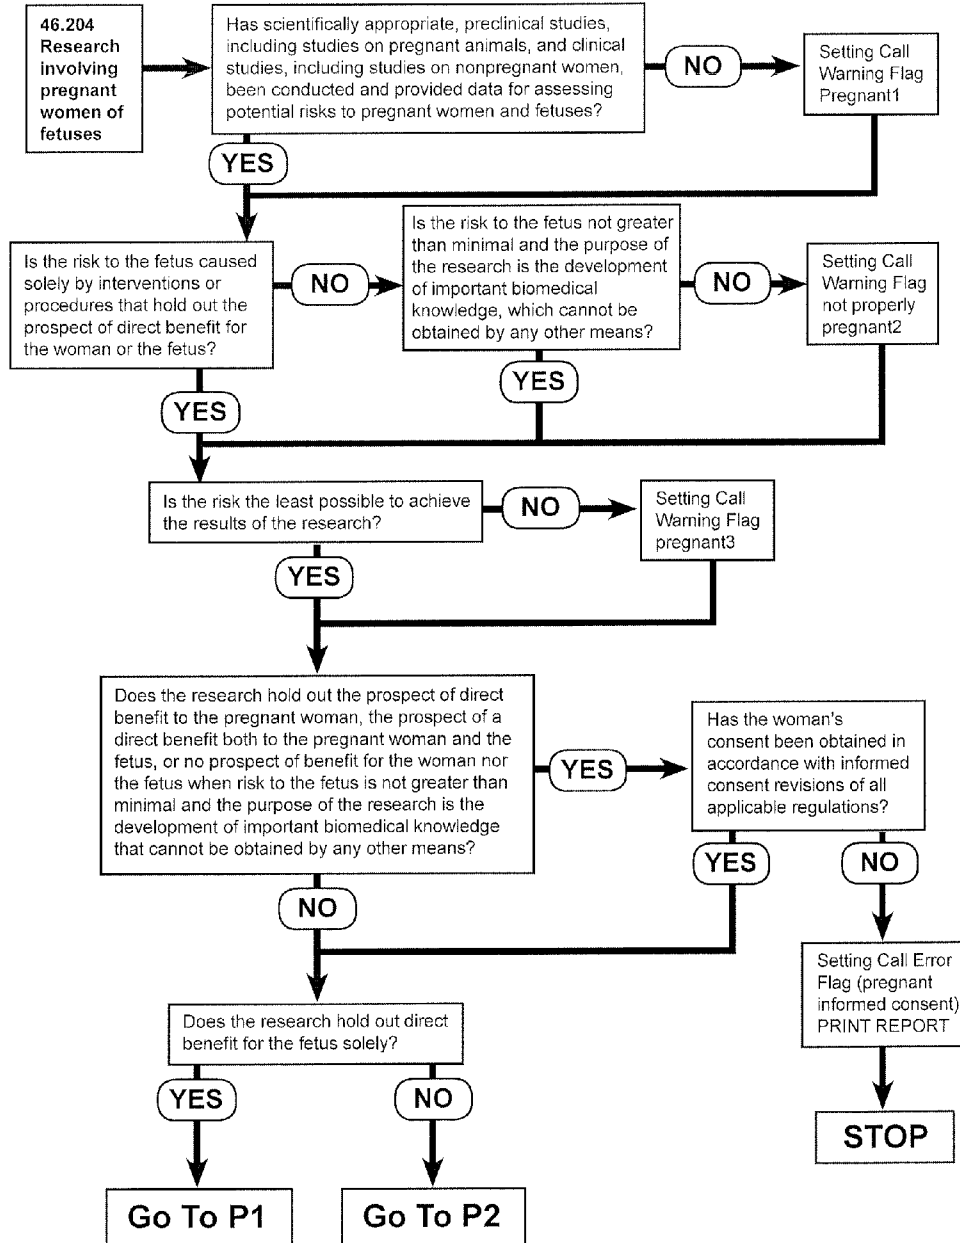 46.204
Research
involving
pregnant
women of
fetuses
Has scientifically appropriate, preclinical studies,
including studies on pregnant animals, and clinical
studies, including studies on nonpregnant women,
been conducted and provided data for assessing
potential risks to pregnant women and fetuses?
NO
Setting Call
Warning Flag
Pregnant1
YES
Is the risk to the fetus caused
solely by interventions or
procedures that hold out the
prospect of direct benefit for
the woman or the fetus?
NO
Is the risk to the fetus not greater
than minimal and the purpose of
the research is the development
of important biomedical
knowledge, which cannot be
obtained by any other means?
NO
Setting Call
Warning Flag
not properly
pregnant2
YES
YES
Is the risk the least possible to achieve
the results of the research?
NO
Setting Call
Warning Flag
pregnant3
YES
Does the research hold out the prospect of direct
benefit to the pregnant woman, the prospect of a
direct benefit both to the pregnant woman and the
fetus, or no prospect of benefit for the woman nor
the fetus when risk to the fetus is not greater than
minimal and the purpose of the research is the
development of important biomedical knowledge
that cannot be obtained by any other means?
YES
Has the woman's
consent been obtained in
accordance with informed
consent revisions of all
applicable regulations?
YES
NO
NO
Setting Call Error
Flag (pregnant
informed consent)
PRINT REPORT
STOP
Does the research hold out direct
benefit for the fetus solely?
YES
NO
Go To P1
Go To P2